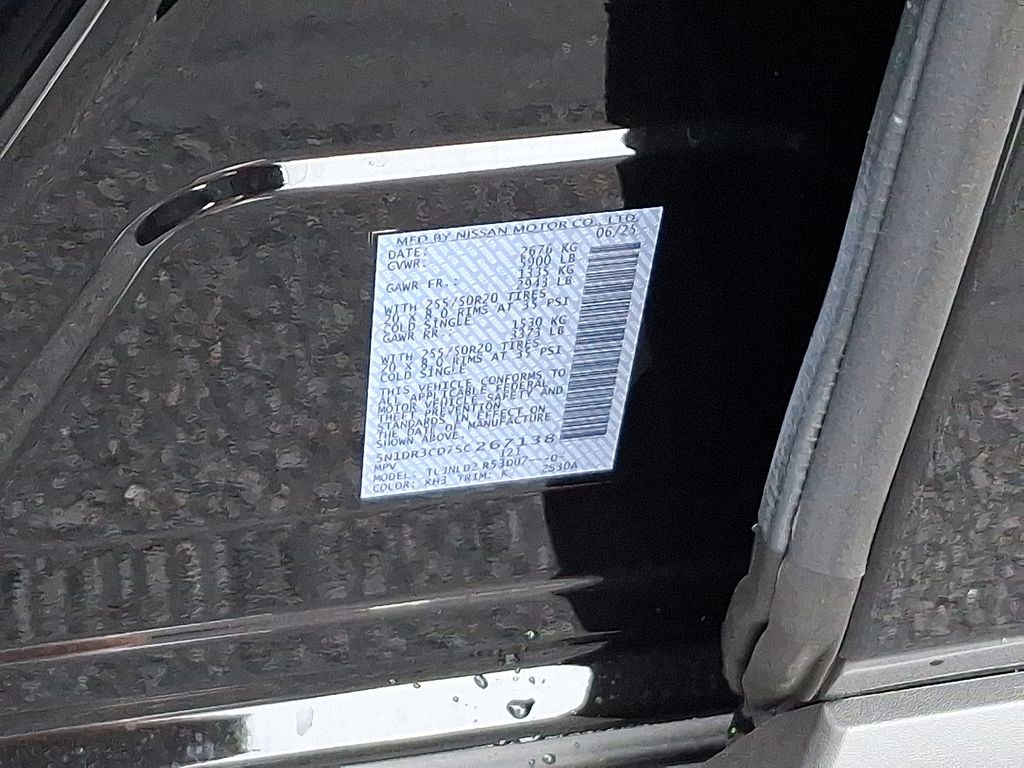 MFD BY NISSAN MOTOR CO., LTD
DATE: 06/25
GVWR: 2676 KG
5900 LB
GAWR FR.: 1335 KG
2943 LB
WITH 255/50R20 TIRES
20 X 8.0 RIMS AT 35 PSI
COLD SINGLE
GAWR RR.: 1530 KG
3373 LB
WITH 255/50R20 TIRES
20 X 8.0 RIMS AT 35 PSI
COLD SINGLE
THIS VEHICLE CONFORMS TO
ALL APPLICABLE FEDERAL
MOTOR VEHICLE SAFETY AND
THEFT PREVENTION
STANDARDS IN EFFECT ON
THE DATE OF MANUFACTURE
SHOWN ABOVE.
5N1DR3CD7SC267138
MPV 121
MODEL: TLJNLD2 R53DU7---0-
COLOR: KH3 TRIM: K 2530A